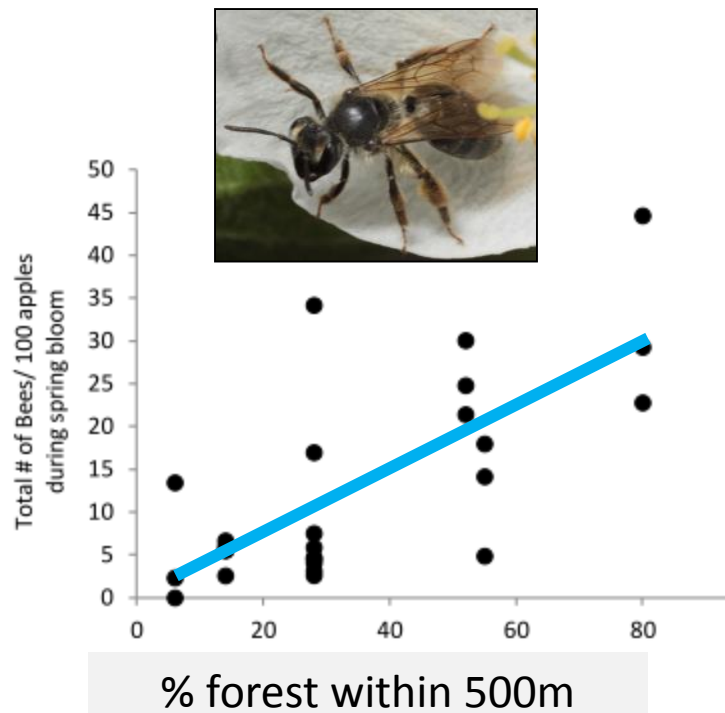 50
45
40
35
30
25
20
15
10
5
0
Total # of Bees/ 100 apples
during spring bloom
0 20 40 60 80
% forest within 500m